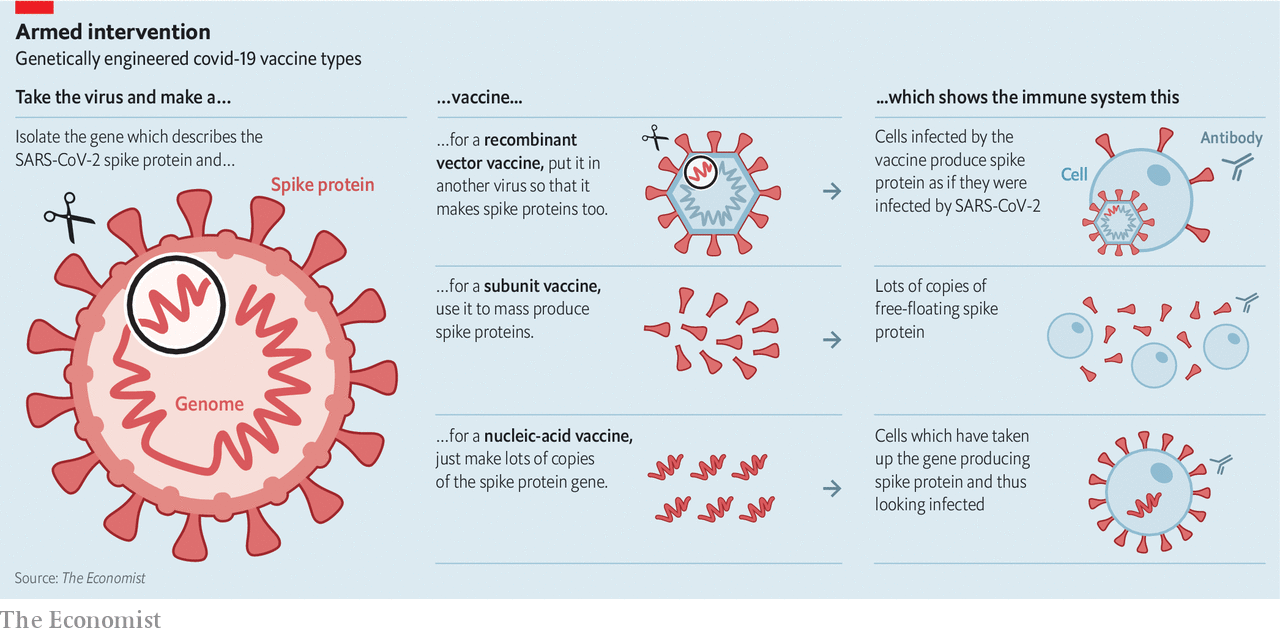 Armed intervention
Genetically engineered covid-19 vaccine types
Take the virus and make a...
Isolate the gene which describes the
SARS-CoV-2 spike protein and...
Spike protein
Genome
...vaccine...
...for a recombinant
vector vaccine, put it in
another virus so that it
makes spike proteins too.
...for a subunit vaccine,
use it to mass produce
spike proteins.
...for a nucleic-acid vaccine,
just make lots of copies
of the spike protein gene.
...which shows the immune system this
Cells infected by the
vaccine produce spike
protein as if they were
infected by SARS-CoV-2
Cell
Antibody
Lots of copies of
free-floating spike
protein
Cells which have taken
up the gene producing
spike protein and thus
looking infected
Source: The Economist
The Economist